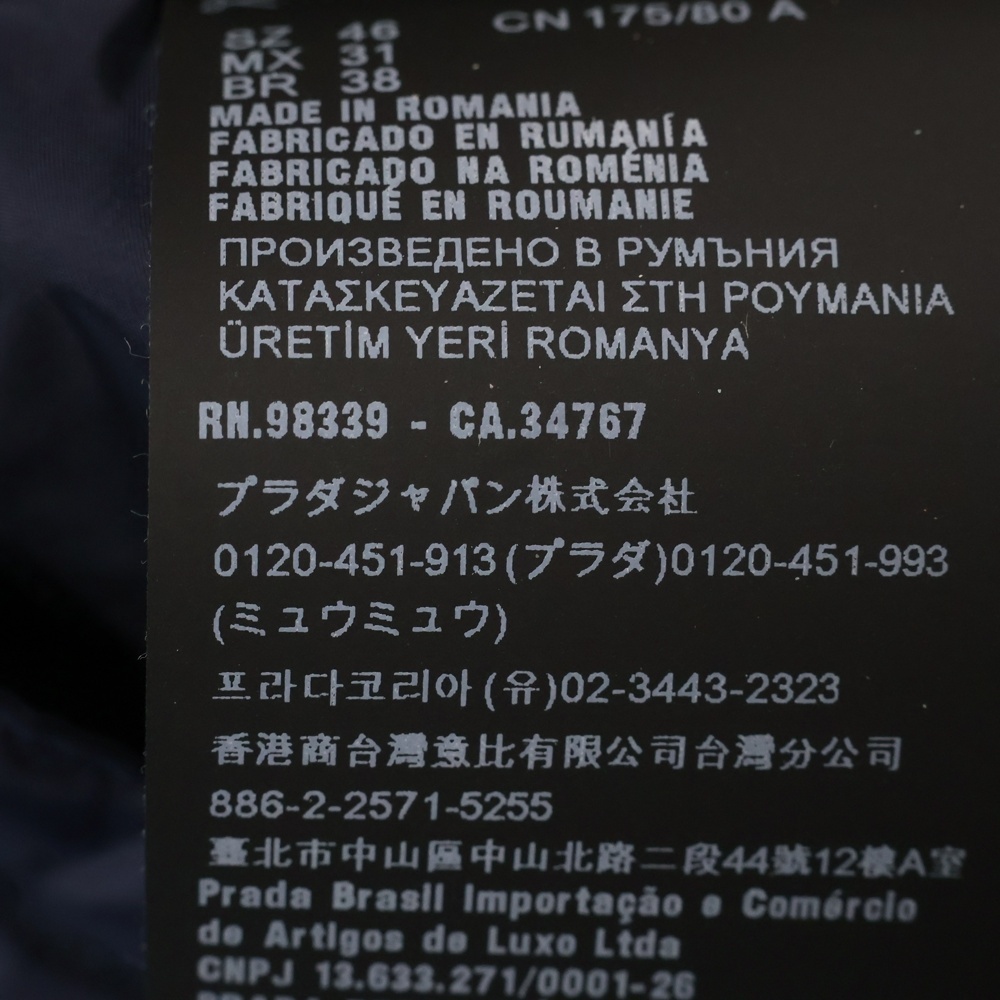 CN 175/80 A
SZ 46
MX 31
BR 38
MADE IN ROMANIA
FABRICADO EN RUMANÍA
FABRICADO NA ROMÉNIA
FABRIQUÉ EN ROUMANIE
ПРОИЗВЕДЕНО В РУМЪНИЯ
ΚΑΤΑΣΚΕΥΑΖΕΤΑΙ ΣΤΗ ΡΟΥΜΑΝΙΑ
ÜRETİM YERİ ROMANYA
RN.98339 - CA.34767
プラダジャパン株式会社
0120-451-913(プラダ)0120-451-993
(ミュウミュウ)
프라다코리아 (유)02-3443-2323
香港商台灣意比有限公司台灣分公司
886-2-2571-5255
臺北市中山區中山北路二段44號12樓A室
Prada Brasil Importação e Comércio
de Artigos de Luxo Ltda
CNPJ 13.633.271/0001-26